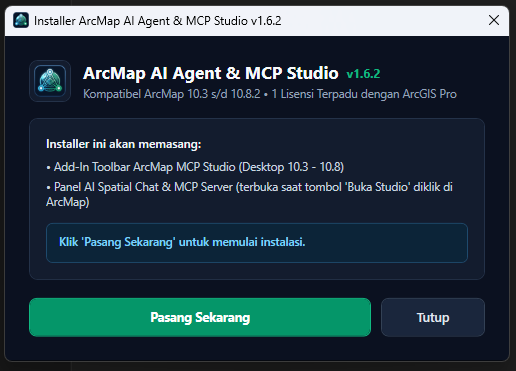 Installer ArcMap AI Agent & MCP Studio v1.6.2
ArcMap AI Agent & MCP Studio v1.6.2
Kompatibel ArcMap 10.3 s/d 10.8.2 • 1 Lisensi Terpadu dengan ArcGIS Pro
Installer ini akan memasang:
• Add-In Toolbar ArcMap MCP Studio (Desktop 10.3 - 10.8)
• Panel AI Spatial Chat & MCP Server (terbuka saat tombol 'Buka Studio' diklik di
ArcMap)
Klik 'Pasang Sekarang' untuk memulai instalasi.
Pasang Sekarang
Tutup